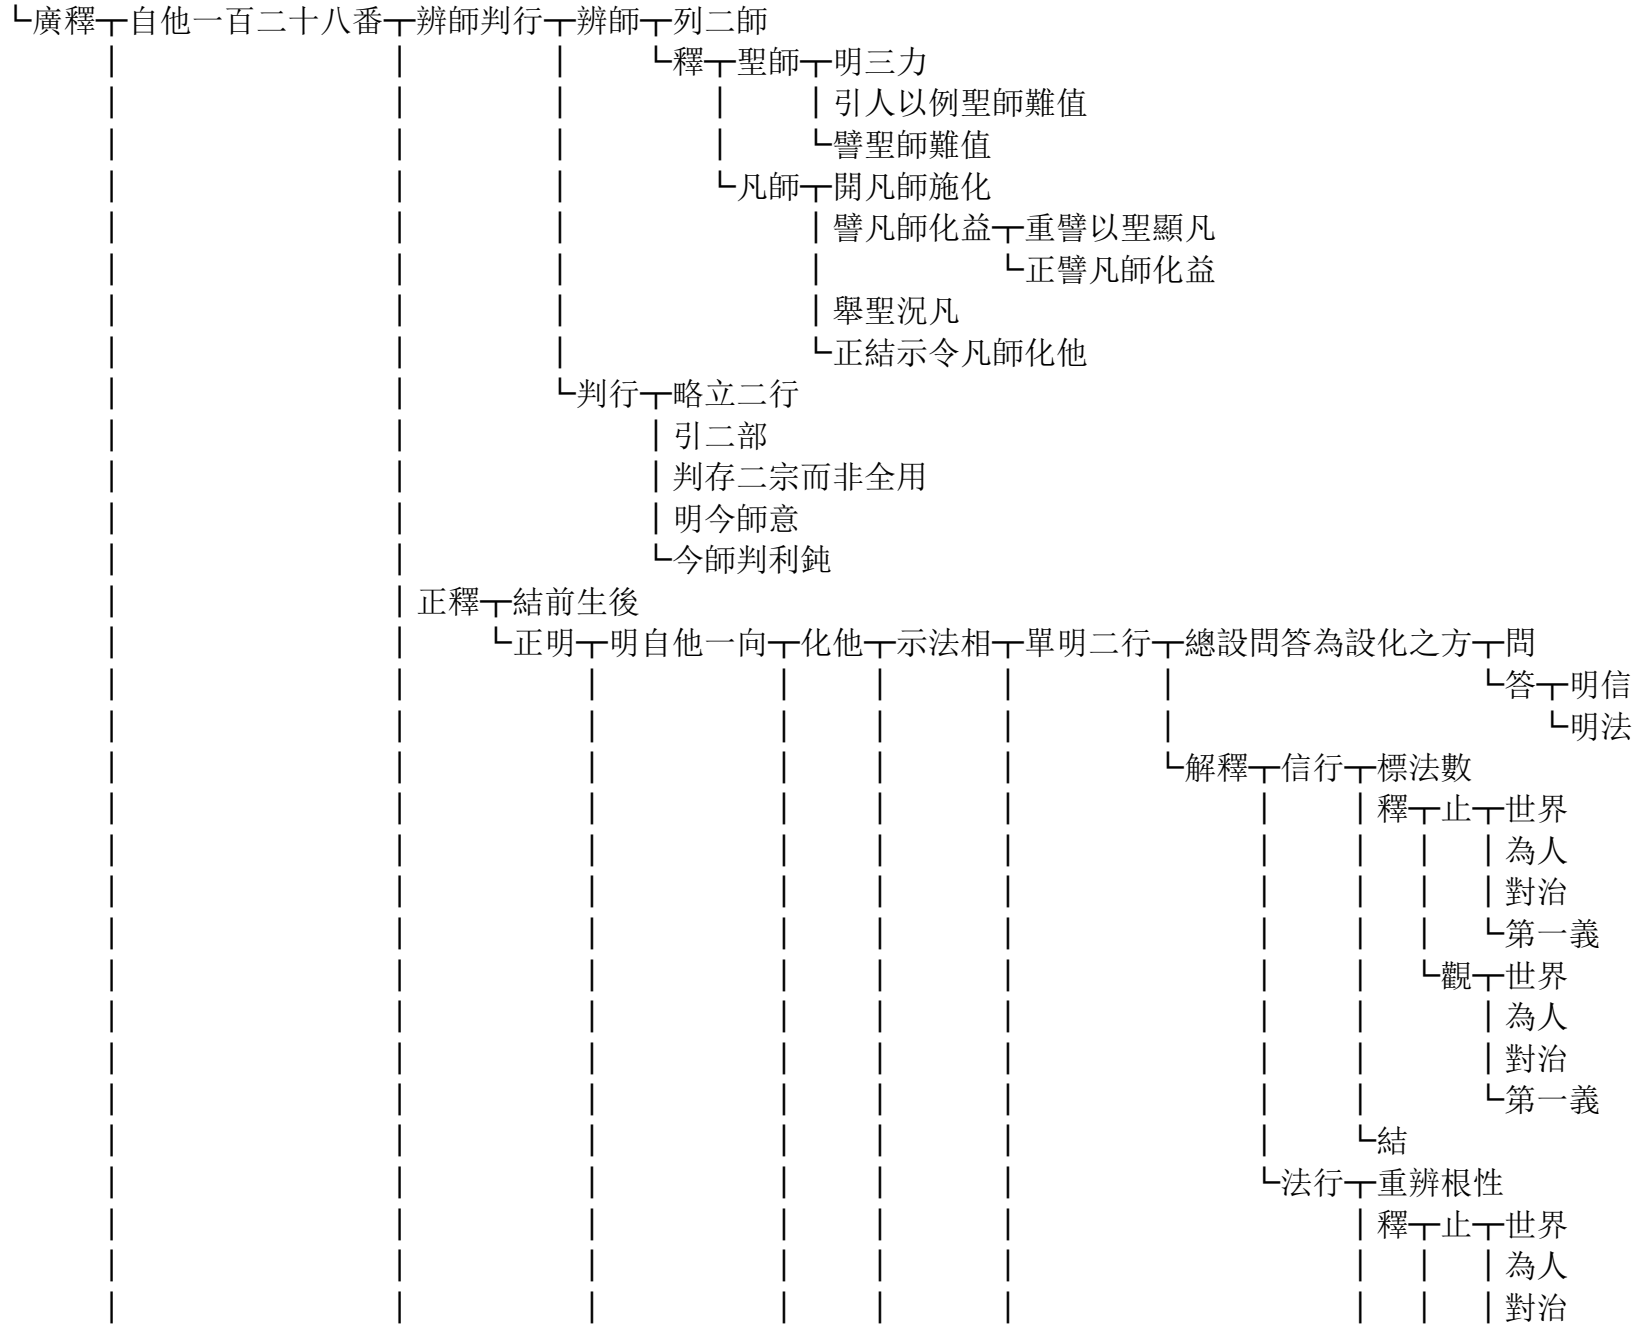 └廣釋┬自他一百二十八番┬辨師判行┬辨師┬列二師
│ │ │ └釋┬聖師┬明三力
│ │ │ │ │引人以例聖師難值
│ │ │ │ └譬聖師難值
│ │ │ └凡師┬開凡師施化
│ │ │ │譬凡師化益┬重譬以聖顯凡
│ │ │ │ └正譬凡師化益
│ │ │ │舉聖況凡
│ │ │ └正結示令凡師化他
│ │ └判行┬略立二行
│ │ │引二部
│ │ │判存二宗而非全用
│ │ │明今師意
│ │ └今師判利鈍
│ │正釋┬結前生後
│ │ └正明┬明自他一向┬化他┬示法相┬單明二行┬總設問答為設化之方┬問
│ │ │ │ │ │ │ └答┬明信
│ │ │ │ │ │ │ └明法
│ │ │ │ │ │ └解釋┬信行┬標法數
│ │ │ │ │ │ │ │釋┬止┬世界
│ │ │ │ │ │ │ │ │ │為人
│ │ │ │ │ │ │ │ │ │對治
│ │ │ │ │ │ │ │ │ └第一義
│ │ │ │ │ │ │ │ └觀┬世界
│ │ │ │ │ │ │ │ │為人
│ │ │ │ │ │ │ │ │對治
│ │ │ │ │ │ │ │ └第一義
│ │ │ │ │ │ │ └結
│ │ │ │ │ │ └法行┬重辨根性
│ │ │ │ │ │ │釋┬止┬世界
│ │ │ │ │ │ │ │ │為人
│ │ │ │ │ │ │ │ │對治